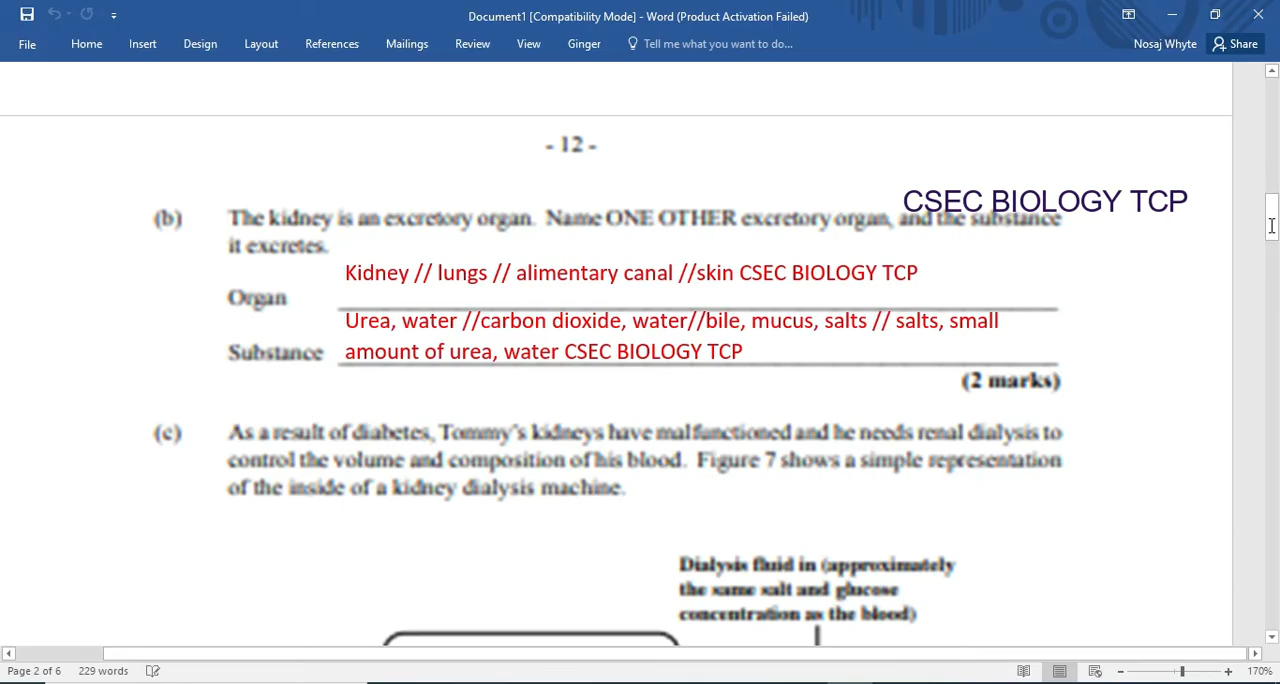 Document1 [Compatibility Mode] - Word (Product Activation Failed)
File Home Insert Design Layout References Mailings Review View Ginger Tell me what you want to do... Nosaj Whyte Share
- 12 -
CSEC BIOLOGY TCP
(b) The kidney is an excretory organ. Name ONE OTHER excretory organ, and the substance
it excretes.
Kidney // lungs // alimentary canal //skin CSEC BIOLOGY TCP
Organ
Urea, water //carbon dioxide, water//bile, mucus, salts // salts, small
Substance amount of urea, water CSEC BIOLOGY TCP
(2 marks)
(c) As a result of diabetes, Tommy's kidneys have malfunctioned and he needs renal dialysis to
control the volume and composition of his blood. Figure 7 shows a simple representation
of the inside of a kidney dialysis machine.
Dialysis fluid in (approximately
the same salt and glucose
concentration as the blood)
Page 2 of 6 229 words 170%